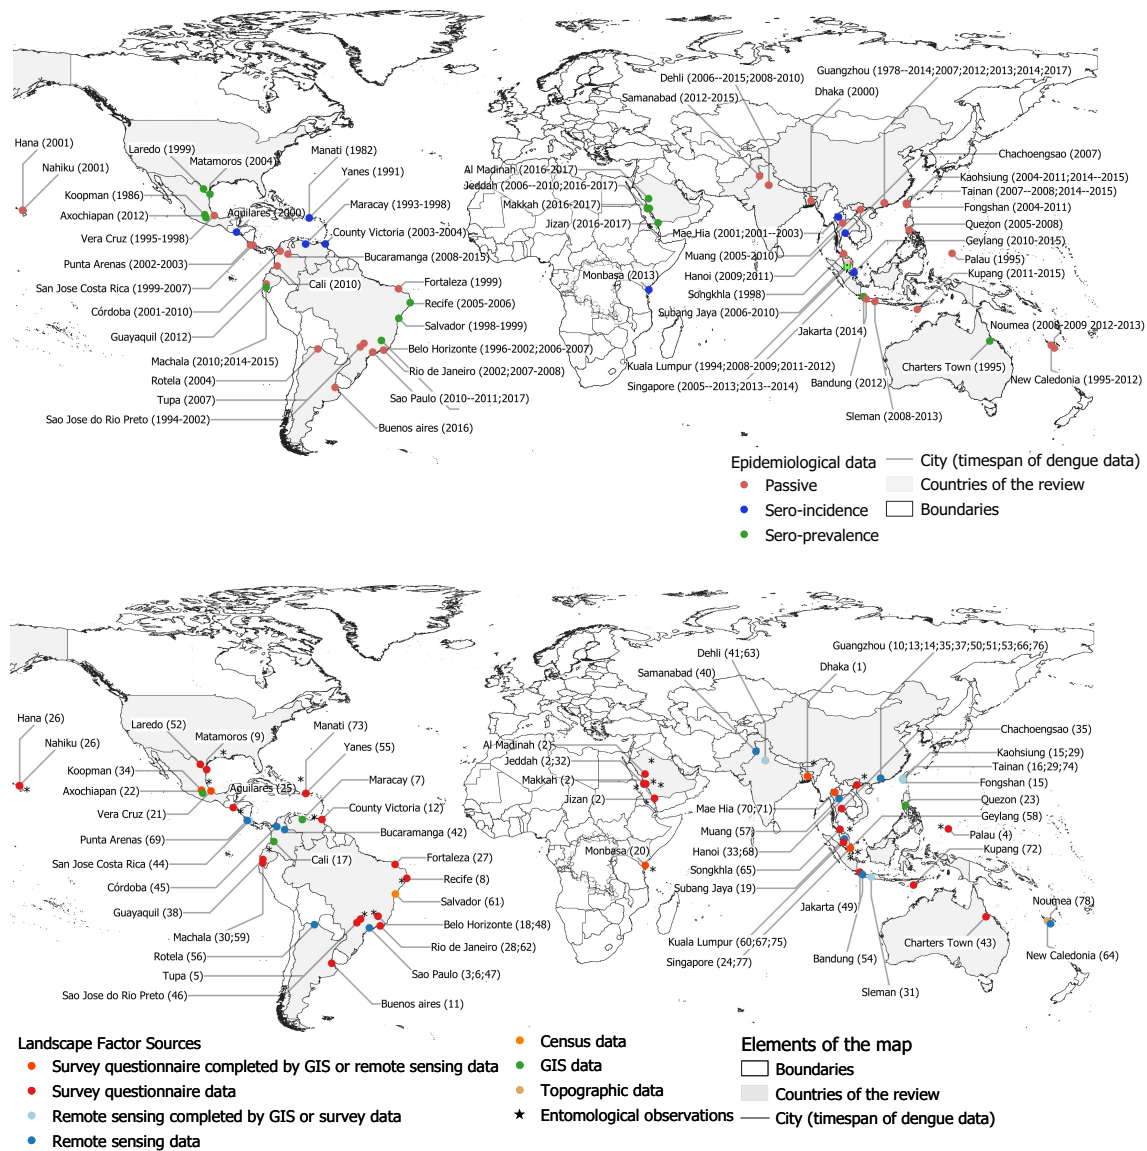 Guangzhou (1978--2014;2007;2012;2013;2014;2017)
Dehli (2006--2015;2008-2010)
Dhaka (2000)
Samanabad (2012-2015)
Hana (2001)
Laredo (1999)
Manati (1982)
Chachoengsao (2007)
Matamoros (2004)
Nahiku (2001)
Yanes (1991)
Al Madinah (2016-2017)
Kaohsiung (2004-2011;2014--2015)
Jeddah (2006--2010;2016-2017)
Tainan (2007--2008;2014--2015)
Koopman (1986)
Maracay (1993-1998)
Makkah (2016-2017)
Fongshan (2004-2011)
Axochiapan (2012)
Aguilares (2000)
Jizan (2016-2017)
Quezon (2005-2008)
Vera Cruz (1995-1998)
County Victoria (2003-2004)
Mae Hia (2001;2001--2003)
Geylang (2010-2015)
Punta Arenas (2002-2003)
Bucaramanga (2008-2015)
Muang (2005-2010)
Palau (1995)
Monbasa (2013)
Hanoi (2009;2011)
Kupang (2011-2015)
San Jose Costa Rica (1999-2007)
Cali (2010)
Fortaleza (1999)
Songkhla (1998)
Recife (2005-2006)
Córdoba (2001-2010)
Subang Jaya (2006-2010)
Salvador (1998-1999)
Noumea (2008-2009 2012-2013)
Guayaquil (2012)
Jakarta (2014)
Belo Horizonte (1996-2002;2006-2007)
Machala (2010;2014-2015)
Kuala Lumpur (1994;2008-2009;2011-2012)
Charters Town (1995)
Rio de Janeiro (2002;2007-2008)
Rotela (2004)
Singapore (2005--2013;2013--2014)
Bandung (2012)
New Caledonia (1995-2012)
Tupa (2007)
Sao Paulo (2010--2011;2017)
Sleman (2008-2013)
Sao Jose do Rio Preto (1994-2002)
Buenos aires (2016)
Epidemiological data
Passive
Sero-incidence
Sero-prevalence
City (timespan of dengue data)
Countries of the review
Boundaries
Guangzhou (10;13;14;35;37;50;51;53;66;76)
Dehli (41;63)
Dhaka (1)
Samanabad (40)
Hana (26)
Laredo (52)
Manati (73)
Chachoengsao (35)
Matamoros (9)
Nahiku (26)
Yanes (55)
Al Madinah (2)
Kaohsiung (15;29)
Jeddah (2;32)
Tainan (16;29;74)
Koopman (34)
Maracay (7)
Makkah (2)
Fongshan (15)
Axochiapan (22)
Aguilares (25)
Jizan (2)
Quezon (23)
Vera Cruz (21)
County Victoria (12)
Mae Hia (70;71)
Geylang (58)
Punta Arenas (69)
Bucaramanga (42)
Muang (57)
Palau (4)
Monbasa (20)
Hanoi (33;68)
Kupang (72)
San Jose Costa Rica (44)
Cali (17)
Fortaleza (27)
Songkhla (65)
Recife (8)
Córdoba (45)
Subang Jaya (19)
Salvador (61)
Noumea (78)
Guayaquil (38)
Jakarta (49)
Belo Horizonte (18;48)
Machala (30;59)
Kuala Lumpur (60;67;75)
Charters Town (43)
Rio de Janeiro (28;62)
Rotela (56)
Singapore (24;77)
Bandung (54)
New Caledonia (64)
Tupa (5)
Sao Paulo (3;6;47)
Sleman (31)
Sao Jose do Rio Preto (46)
Buenos aires (11)
Landscape Factor Sources
Survey questionnaire completed by GIS or remote sensing data
Survey questionnaire data
Remote sensing completed by GIS or survey data
Remote sensing data
Census data
GIS data
Topographic data
Entomological observations
Elements of the map
Boundaries
Countries of the review
City (timespan of dengue data)